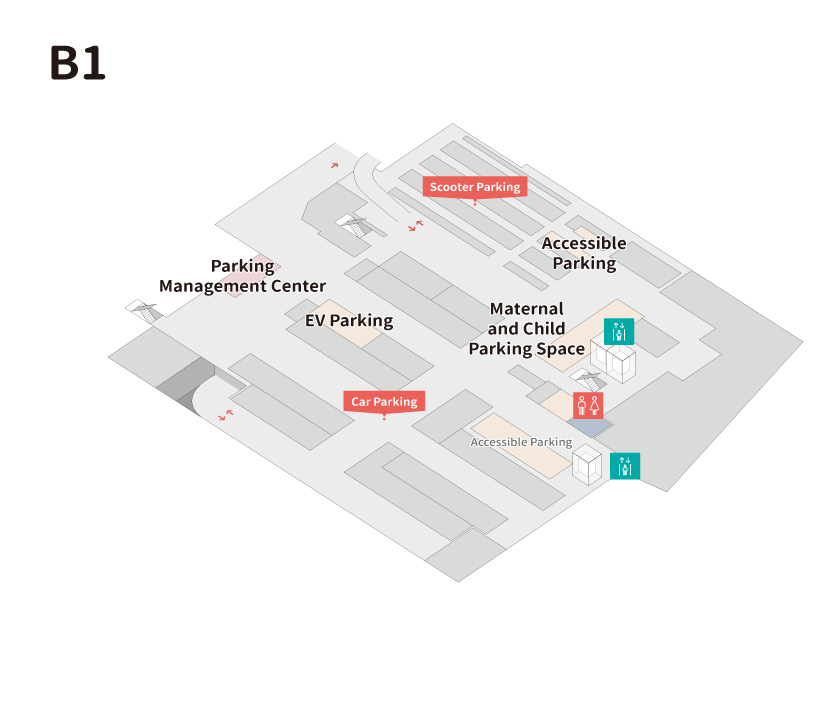 B1
Scooter Parking
Accessible
Parking
Parking
Management Center
EV Parking
Maternal
and Child
Parking Space
Car Parking
Accessible Parking